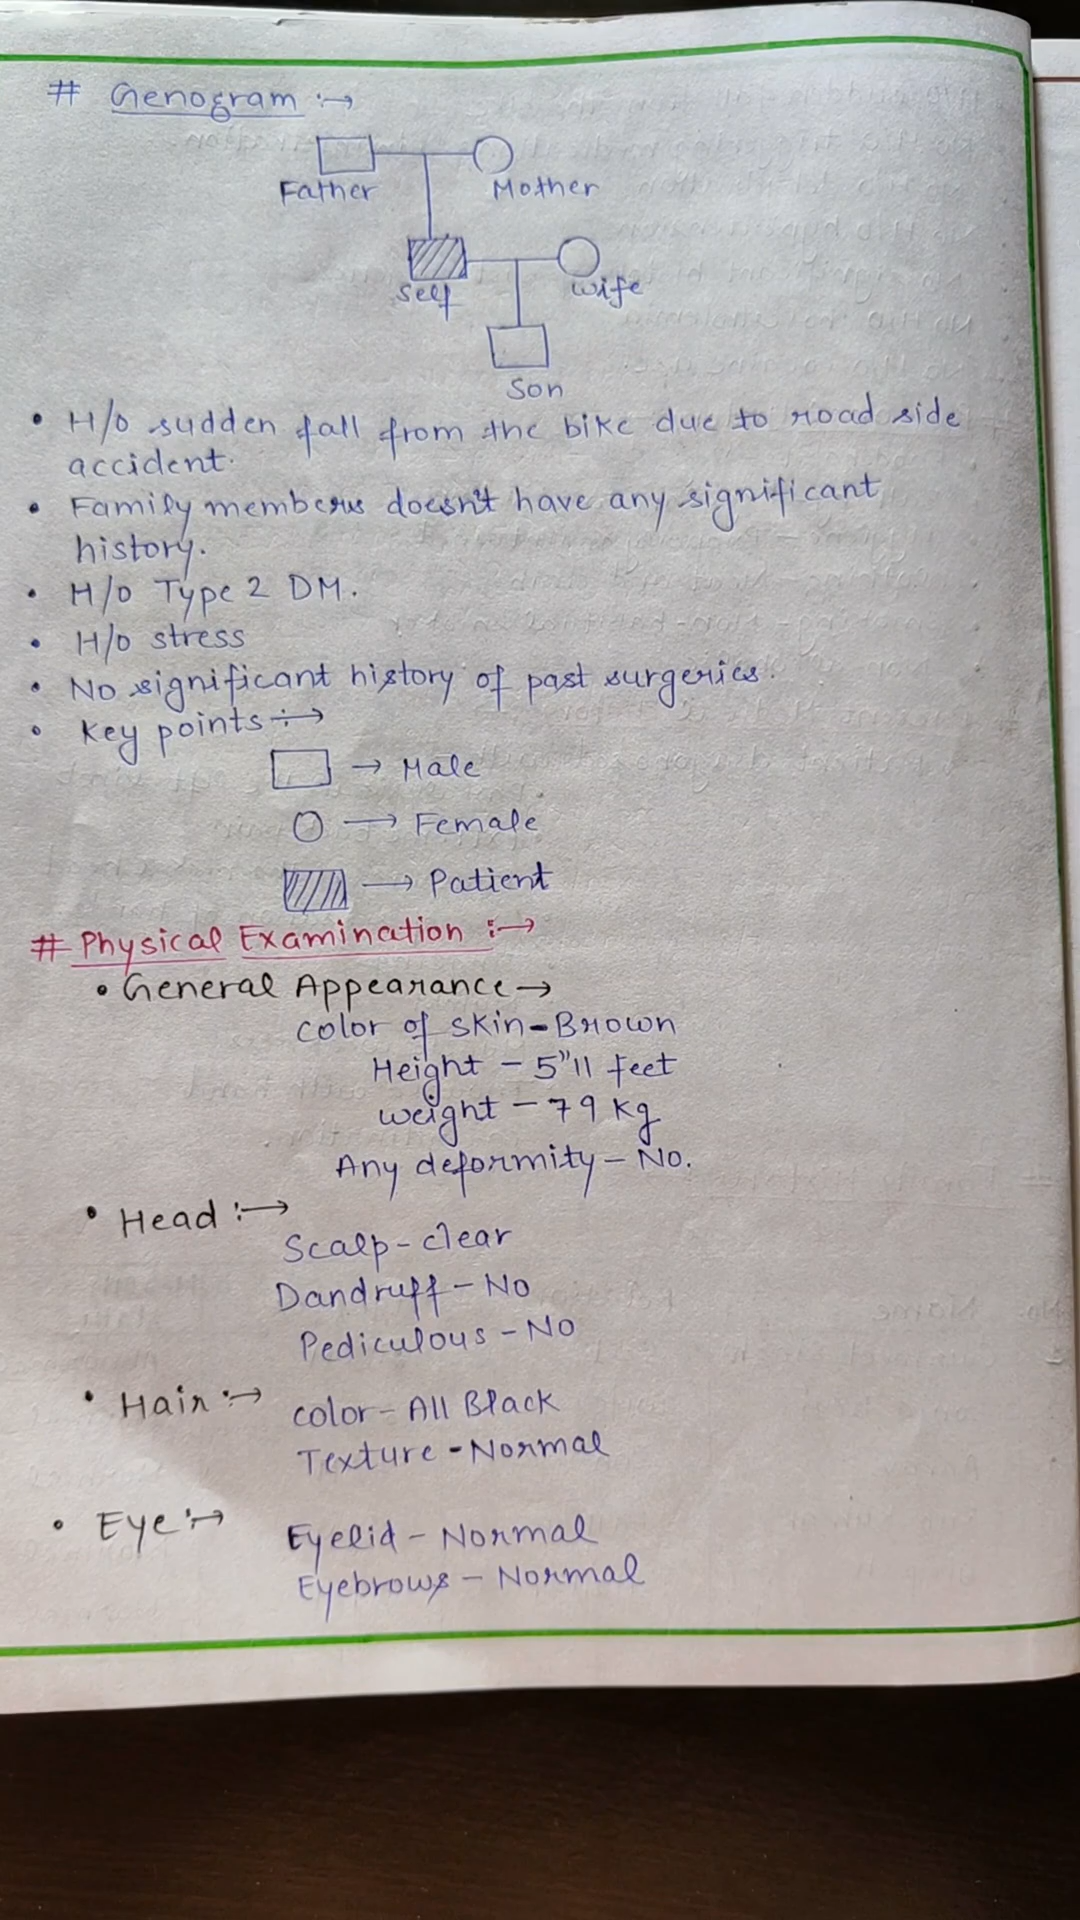 # Genogram :→
Father Mother
Self wife
Son
• H/o sudden fall from the bike due to road side
accident.
• Family members doesn't have any significant
history.
• H/o Type 2 DM.
• H/o stress
• No significant history of past surgeries.
• Key points :→
→ Male
→ Female
→ Patient
# Physical Examination :→
• General Appearance →
color of skin - Brown
Height - 5"11 feet
weight - 79 kg
Any deformity - No.
• Head :→
Scalp - clear
Dandruff - No
Pediculous - No
• Hair :→ color - All Black
Texture - Normal
• Eye :→ Eyelid - Normal
Eyebrows - Normal